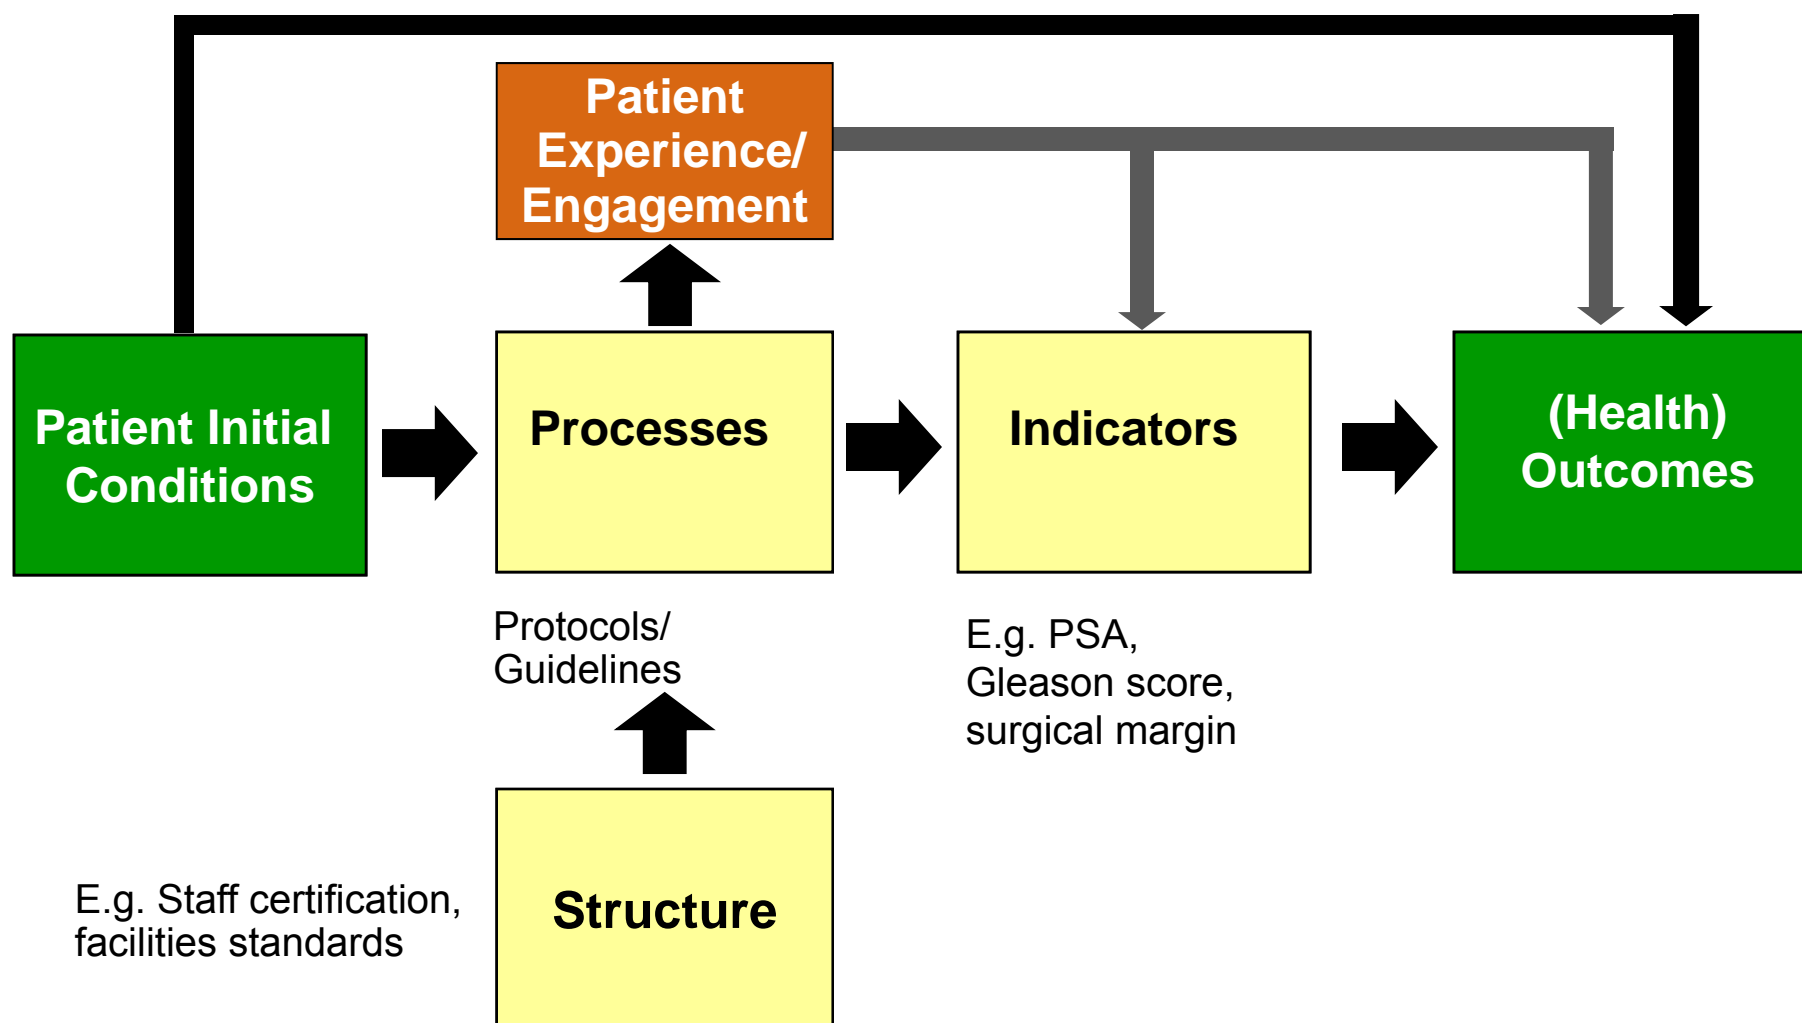 Patient
Experience/
Engagement
Patient Initial
Conditions
Processes
Indicators
(Health)
Outcomes
Protocols/
Guidelines
E.g. PSA,
Gleason score,
surgical margin
E.g. Staff certification,
facilities standards
Structure